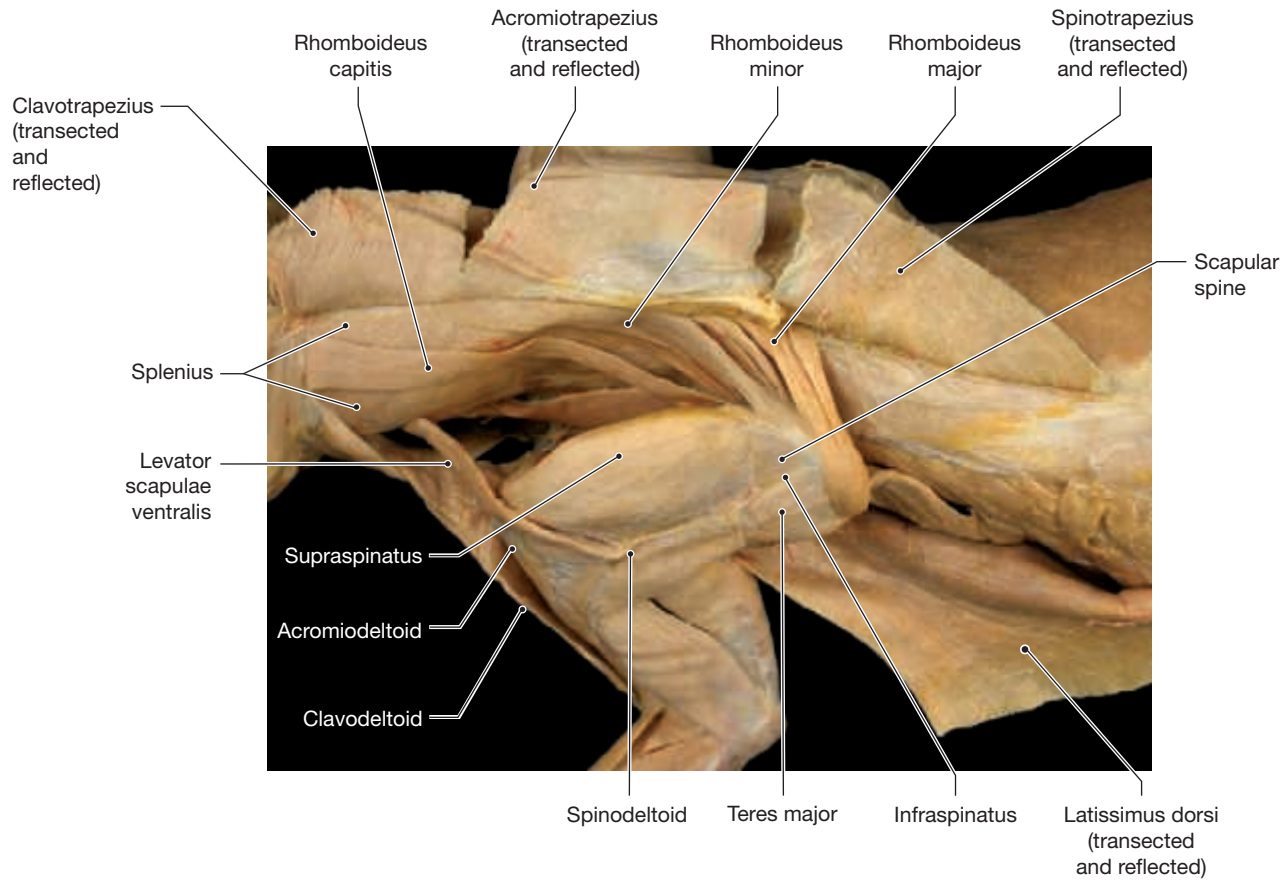 Acromiotrapezius
(transected
and reflected)
Spinotrapezius
(transected
and reflected)
Rhomboideus
capitis
Rhomboideus
minor
Rhomboideus
major
Clavotrapezius
(transected
and
reflected)
Scapular
spine
Splenius
Levator
scapulae
ventralis
Supraspinatus
Acromiodeltoid
Clavodeltoid
Spinodeltoid
Teres major
Infraspinatus
Latissimus dorsi
(transected
and reflected)